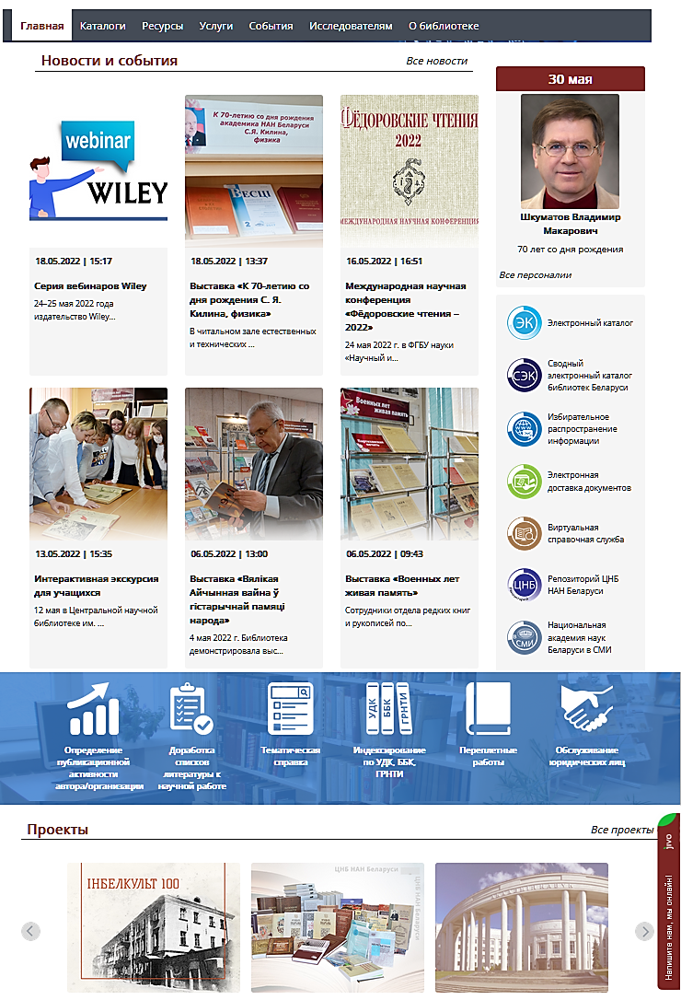 Главная Каталоги Ресурсы Услуги События Исследователям О библиотеке
Новости и события
Все новости
webinar
WILEY
18.05.2022 | 15:17
Серия вебинаров Wiley
24–25 мая 2022 года
издательство Wiley...
К 70-летию со дня рождения
академика НАН Беларуси
С.Я. Килина,
физика
ВЕСЦІ
2
18.05.2022 | 13:37
Выставка «К 70-летию со
дня рождения С. Я.
Килина, физика»
В читальном зале естественных
и технических ...
ФЁДОРОВСКИЕ ЧТЕНИЯ
2022
МЕЖДУНАРОДНАЯ НАУЧНАЯ КОНФЕРЕНЦИЯ
16.05.2022 | 16:51
Международная научная
конференция
«Фёдоровские чтения –
2022»
24 мая 2022 г. в ФГБУ науки
«Научный и...
13.05.2022 | 15:35
Интерактивная экскурсия
для учащихся
12 мая в Центральной научной
библиотеке им. ...
06.05.2022 | 13:00
Выставка «Вялікая
Айчынная вайна ў
гістарычнай памяці
народа»
4 мая 2022 г. Библиотека
демонстрировала выс...
Военных лет
живая память
06.05.2022 | 09:43
Выставка «Военных лет
живая память»
Сотрудники отдела редких книг
и рукописей по...
30 мая
Шкуматов Владимир
Макарович
70 лет со дня рождения
Все персоналии
ЭК
Электронный каталог
СЭК
Сводный
электронный каталог
библиотек Беларуси
Избирательное
распространение
информации
Электронная
доставка документов
Виртуальная
справочная служба
ЦНБ
Репозиторий ЦНБ
НАН Беларуси
В СМИ
Национальная
академия наук
Беларуси в СМИ
Определение
публикационной
активности
автора/организации
Доработка
списков
литературы к
научной работе
Тематическая
справка
УДК
ББК
ГРНТИ
Индексирование
по УДК, ББК,
ГРНТИ
Переплетные
работы
Обслуживание
юридических лиц
Проекты
Все проекты
ІНБЕЛКУЛЬТ 100
ЦНБ НАН Беларуси
ЦНБ НАН Беларуси
jivo
Напишите нам, мы онлайн!